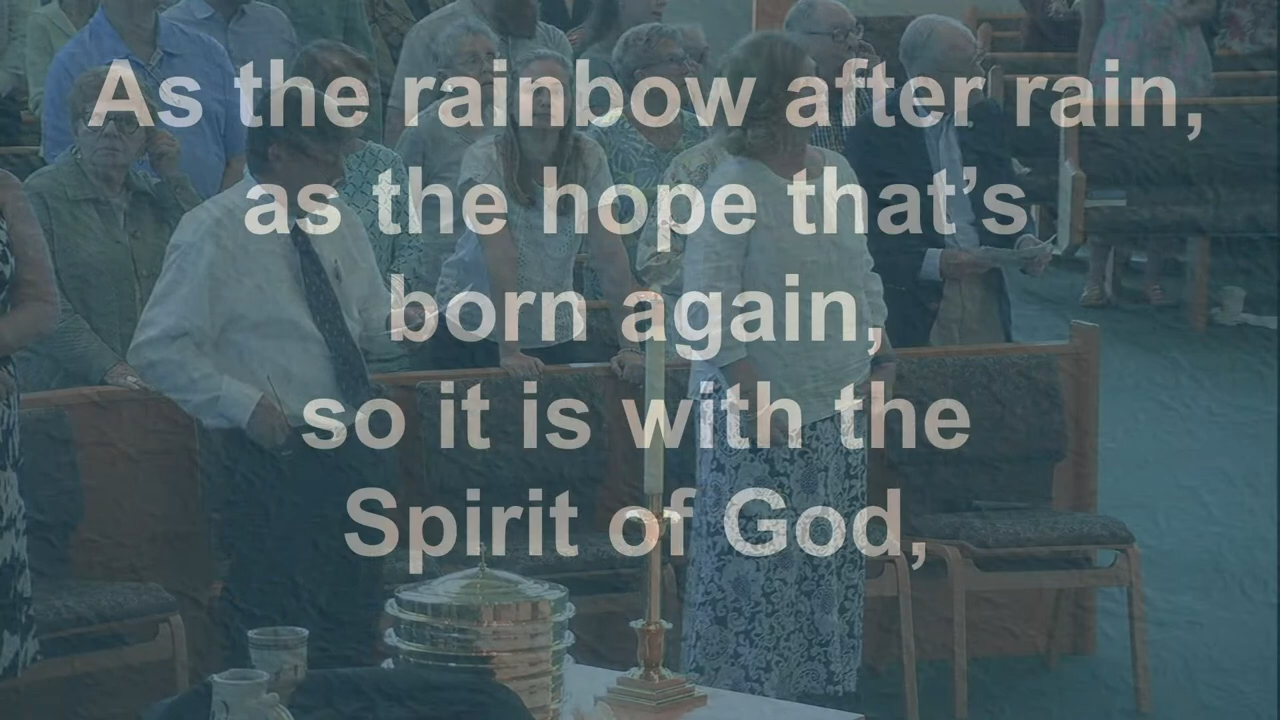 As the rainbow after rain,
as the hope that’s
born again,
so it is with the
Spirit of God,